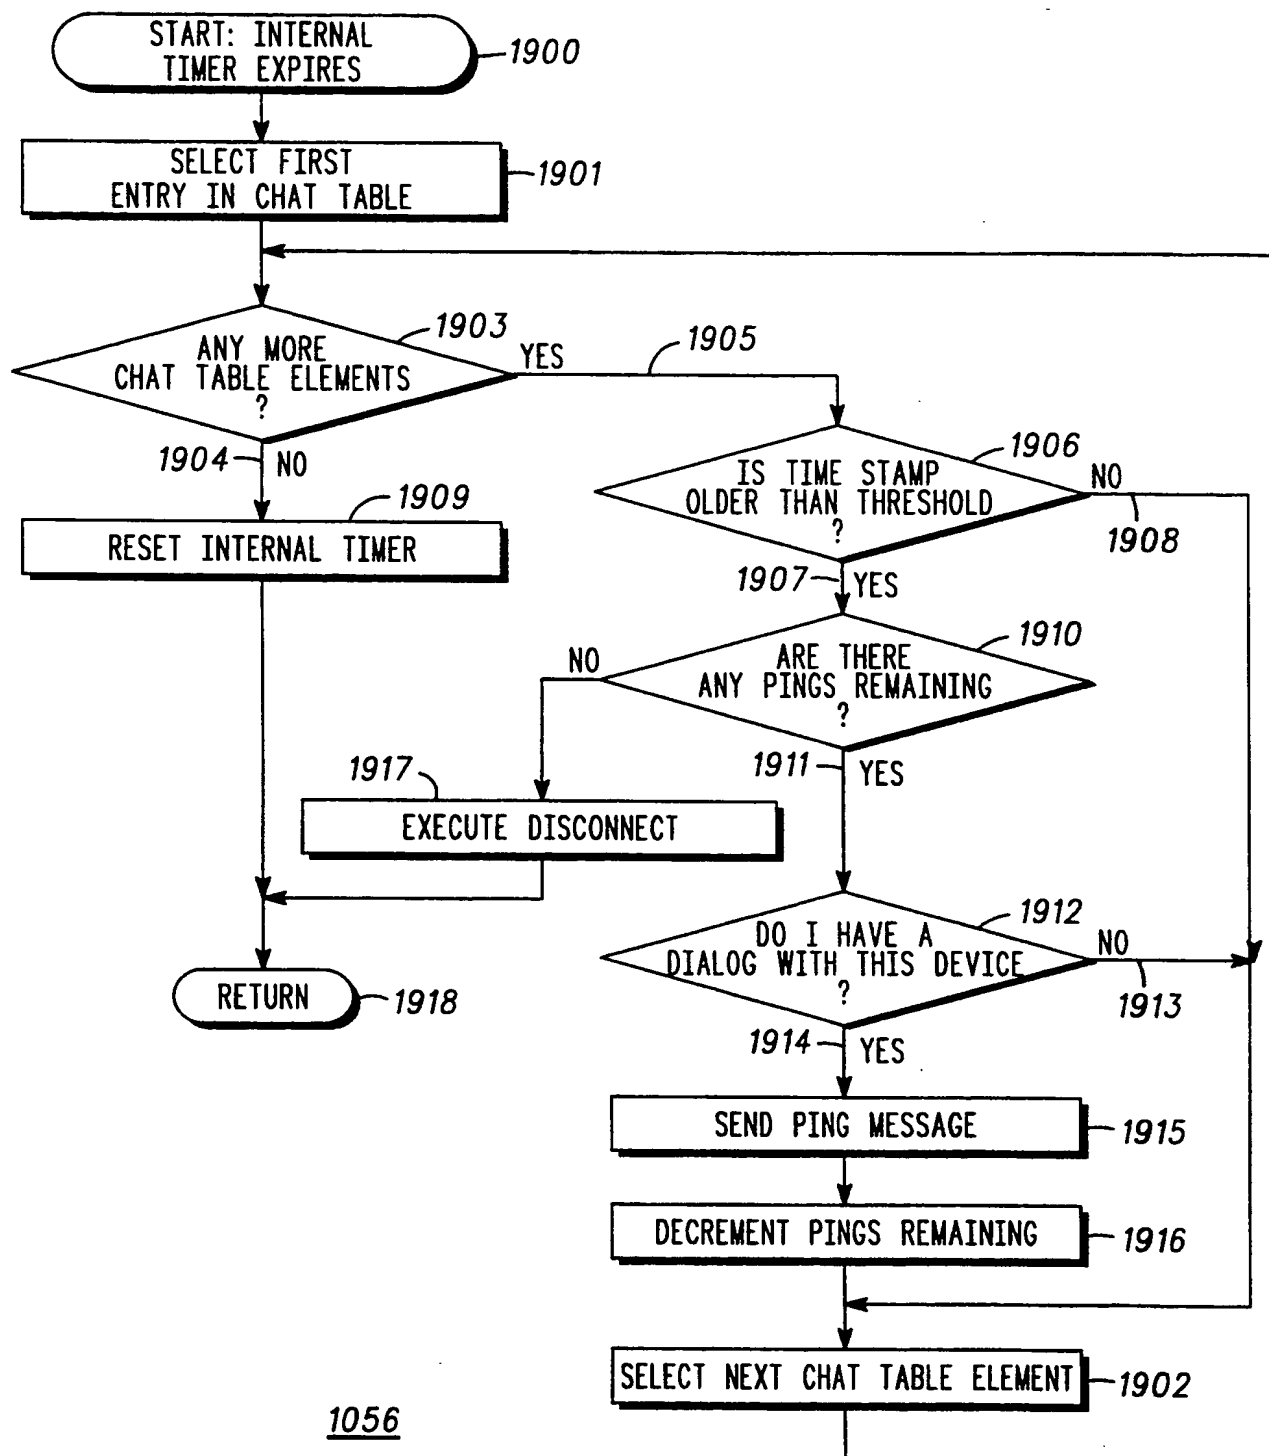 START: INTERNAL
TIMER EXPIRES
1900
SELECT FIRST
ENTRY IN CHAT TABLE
1901
ANY MORE
CHAT TABLE ELEMENTS
?
1903
YES
1905
1904
NO
1909
RESET INTERNAL TIMER
IS TIME STAMP
OLDER THAN THRESHOLD
?
1906
NO
1908
1907
YES
ARE THERE
ANY PINGS REMAINING
?
1910
NO
1911
YES
1917
EXECUTE DISCONNECT
DO I HAVE A
DIALOG WITH THIS DEVICE
?
1912
NO
1913
RETURN
1918
1914
YES
SEND PING MESSAGE
1915
DECREMENT PINGS REMAINING
1916
SELECT NEXT CHAT TABLE ELEMENT
1902
1056